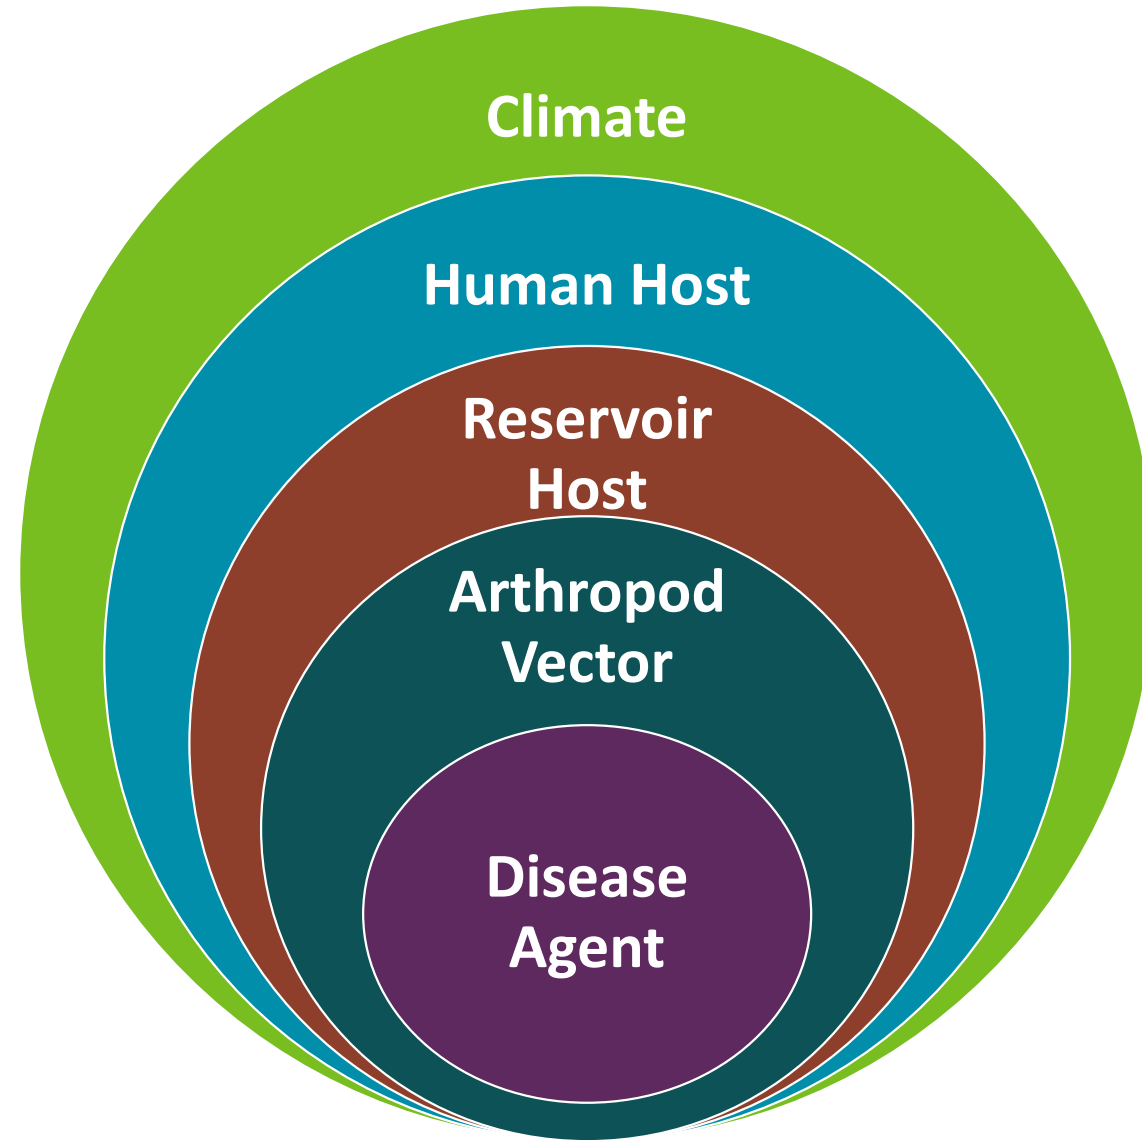 Climate
Human Host
Reservoir
Host
Arthropod
Vector
Disease
Agent